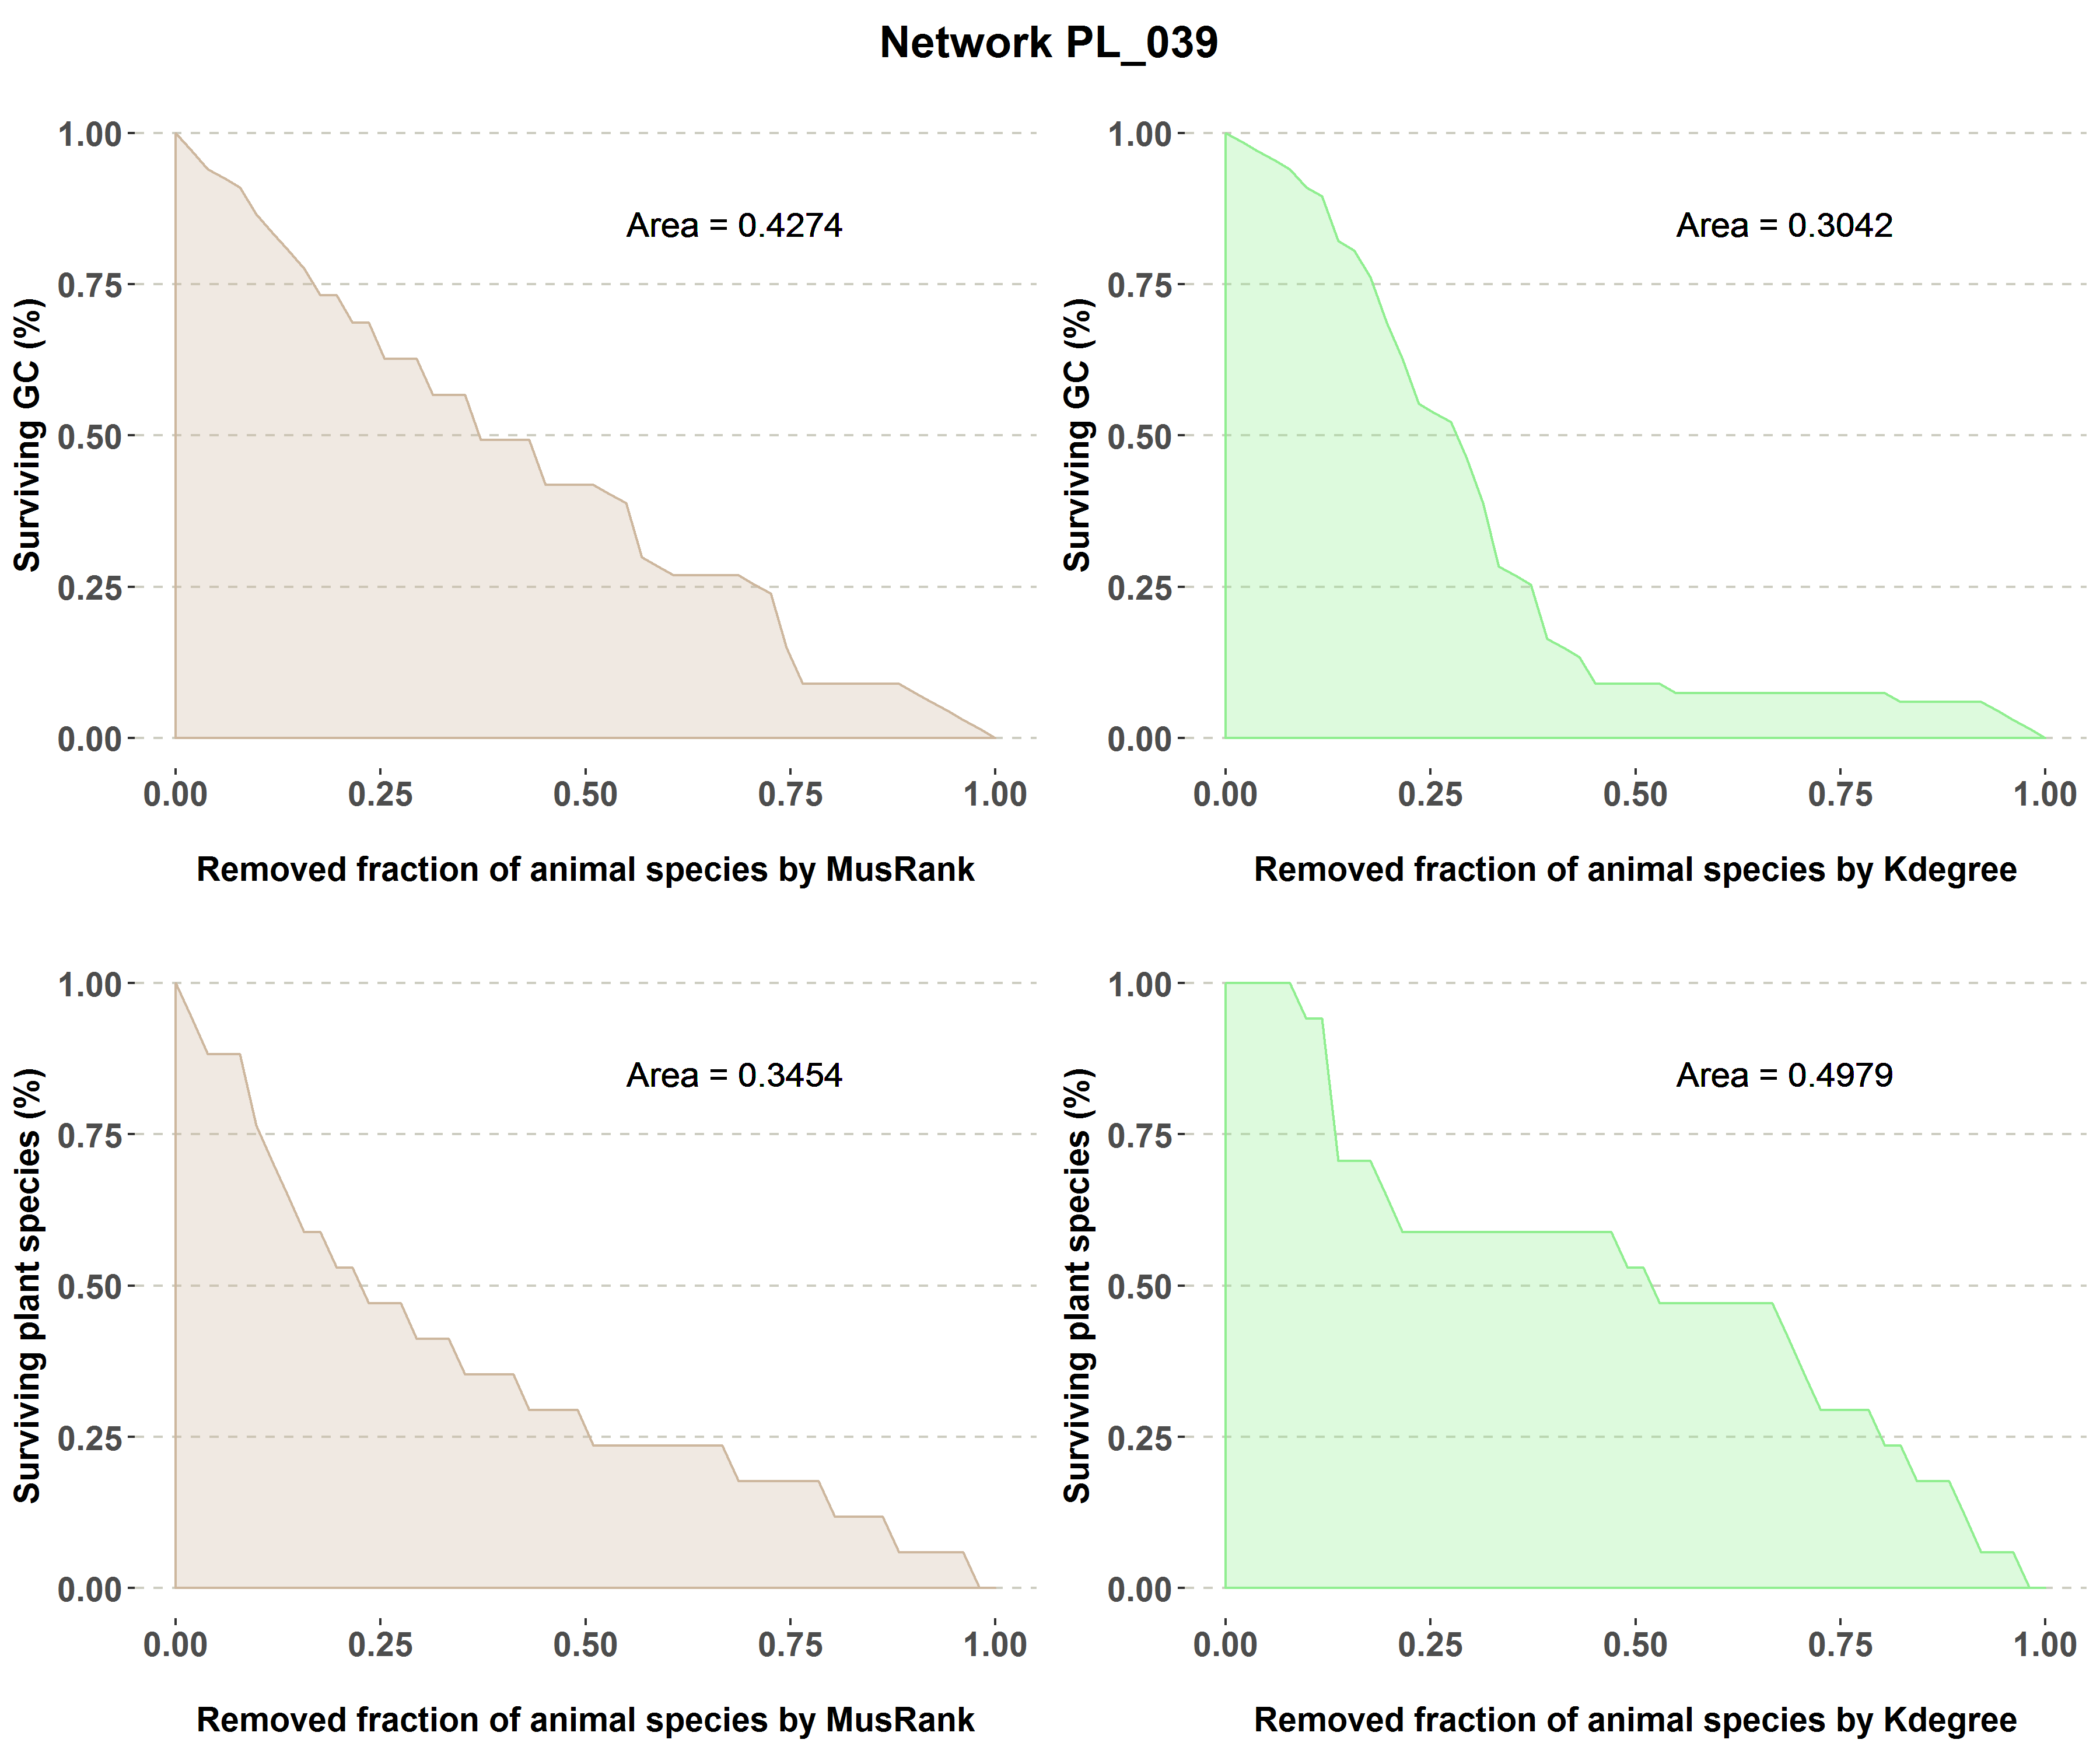 Network PL_039
1.00
0.75
0.50
0.25
0.00
Surviving GC (%)
Area = 0.4274
0.00 0.25 0.50 0.75 1.00
Removed fraction of animal species by MusRank
1.00
0.75
0.50
0.25
0.00
Surviving GC (%)
Area = 0.3042
0.00 0.25 0.50 0.75 1.00
Removed fraction of animal species by Kdegree
1.00
0.75
0.50
0.25
0.00
Surviving plant species (%)
Area = 0.3454
0.00 0.25 0.50 0.75 1.00
Removed fraction of animal species by MusRank
1.00
0.75
0.50
0.25
0.00
Surviving plant species (%)
Area = 0.4979
0.00 0.25 0.50 0.75 1.00
Removed fraction of animal species by Kdegree